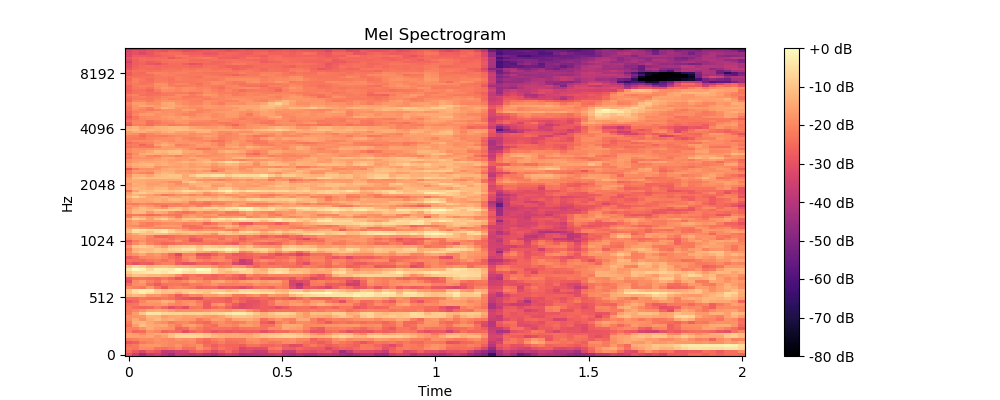 Mel Spectrogram
Hz
8192
4096
2048
1024
512
0
0 0.5 1 1.5 2
Time
+0 dB
-10 dB
-20 dB
-30 dB
-40 dB
-50 dB
-60 dB
-70 dB
-80 dB